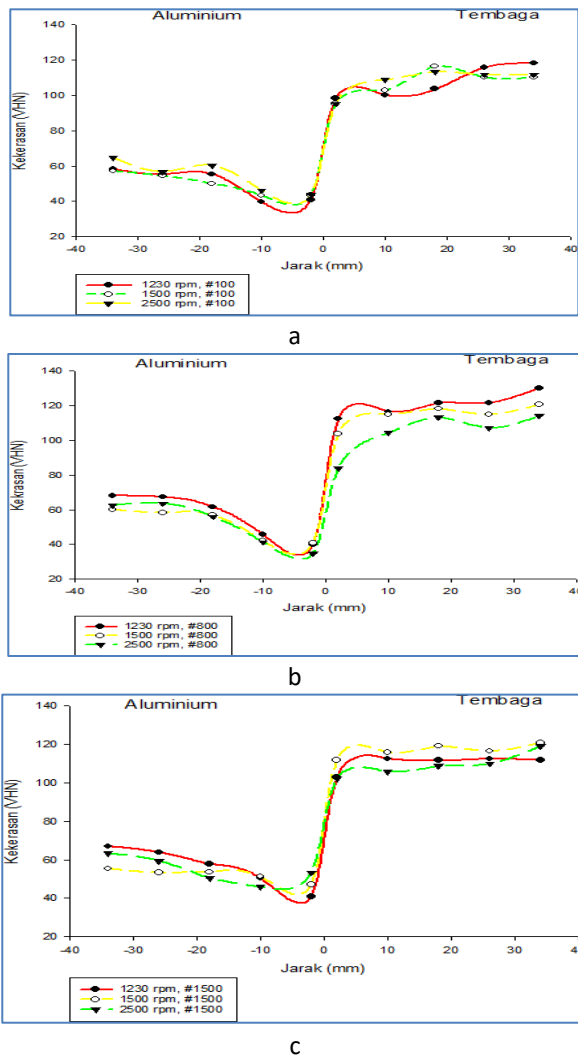 Aluminium Tembaga
140
120
100
80
60
40
20
Kekerasan (VHN)
-40 -30 -20 -10 0 10 20 30 40
Jarak (mm)
1230 rpm, #100
1500 rpm, #100
2500 rpm, #100
a
Aluminium Tembaga
140
120
100
80
60
40
20
Kekrasan (VHN)
-40 -30 -20 -10 0 10 20 30 40
Jarak (mm)
1230 rpm, #800
1500 rpm, #800
2500 rpm, #800
b
Aluminium Tembaga
140
120
100
80
60
40
20
Kekerasan (VHN)
-40 -30 -20 -10 0 10 20 30 40
Jarak (mm)
1230 rpm, #1500
1500 rpm, #1500
2500 rpm, #1500
c